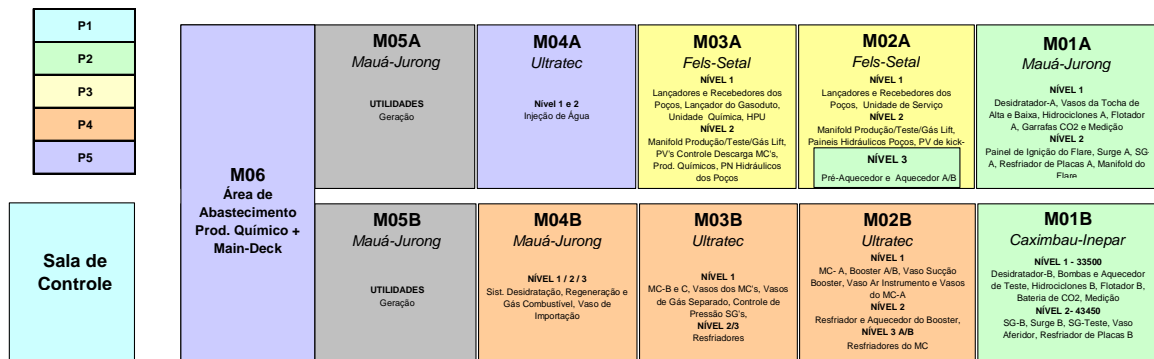 P1
P2
P3
P4
P5
Sala de
Controle
M06
Área de
Abastecimento
Prod. Químico +
Main-Deck
M05A
Mauá-Jurong
UTILIDADES
Geração
M04A
Ultratec
Nível 1 e 2
Injeção de Água
M03A
Fels-Setal
NÍVEL 1
Lançadores e Recebedores dos
Poços, Lançador do Gasoduto,
Unidade Química, HPU
NÍVEL 2
Manifold Produção/Teste/Gás Lift,
PV's Controle Descarga MC's,
Prod. Químicos, PN Hidráulicos
dos Poços
M02A
Fels-Setal
NÍVEL 1
Lançadores e Recebedores dos
Poços, Unidade de Serviço
NÍVEL 2
Manifold Produção/Teste/Gás Lift,
Paineis Hidráulicos Poços, PV de kick-
NÍVEL 3
Pré-Aquecedor e Aquecedor A/B
M01A
Mauá-Jurong
NÍVEL 1
Desidratador-A, Vasos da Tocha de
Alta e Baixa, Hidrociclones A, Flotador
A, Garrafas CO2 e Medição
NÍVEL 2
Painel de Ignição do Flare, Surge A, SG-
A, Resfriador de Placas A, Manifold do
Flare
M05B
Mauá-Jurong
UTILIDADES
Geração
M04B
Mauá-Jurong
NÍVEL 1 / 2 / 3
Sist. Desidratação, Regeneração e
Gás Combustível, Vaso de
Importação
M03B
Ultratec
NÍVEL 1
MC-B e C, Vasos dos MC's, Vasos
de Gás Separado, Controle de
Pressão SG's,
NÍVEL 2/3
Resfriadores
M02B
Ultratec
NÍVEL 1
MC- A, Booster A/B, Vaso Sucção
Booster, Vaso Ar Instrumento e Vasos
do MC-A
NÍVEL 2
Resfriador e Aquecedor do Booster,
NÍVEL 3 A/B
Resfriadores do MC
M01B
Caximbau-Inepar
NÍVEL 1 - 33500
Desidratador-B, Bombas e Aquecedor
de Teste, Hidrociclones B, Flotador B,
Bateria de CO2, Medição
NÍVEL 2- 43450
SG-B, Surge B, SG-Teste, Vaso
Aferidor, Resfriador de Placas B